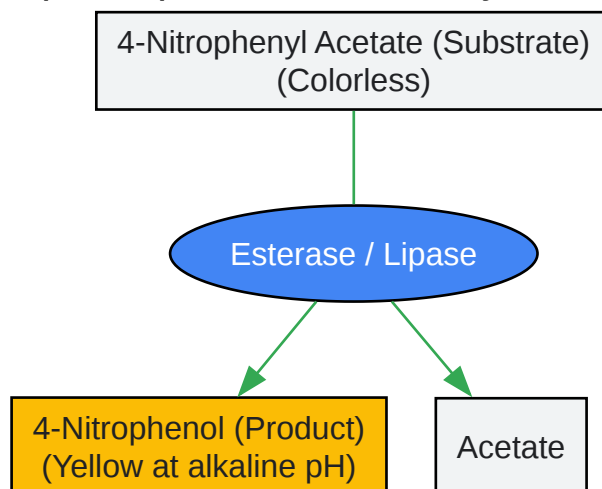 4-Nitrophenyl Acetate (Substrate)
(Colorless)
Esterase / Lipase
4-Nitrophenol (Product)
(Yellow at alkaline pH)
Acetate